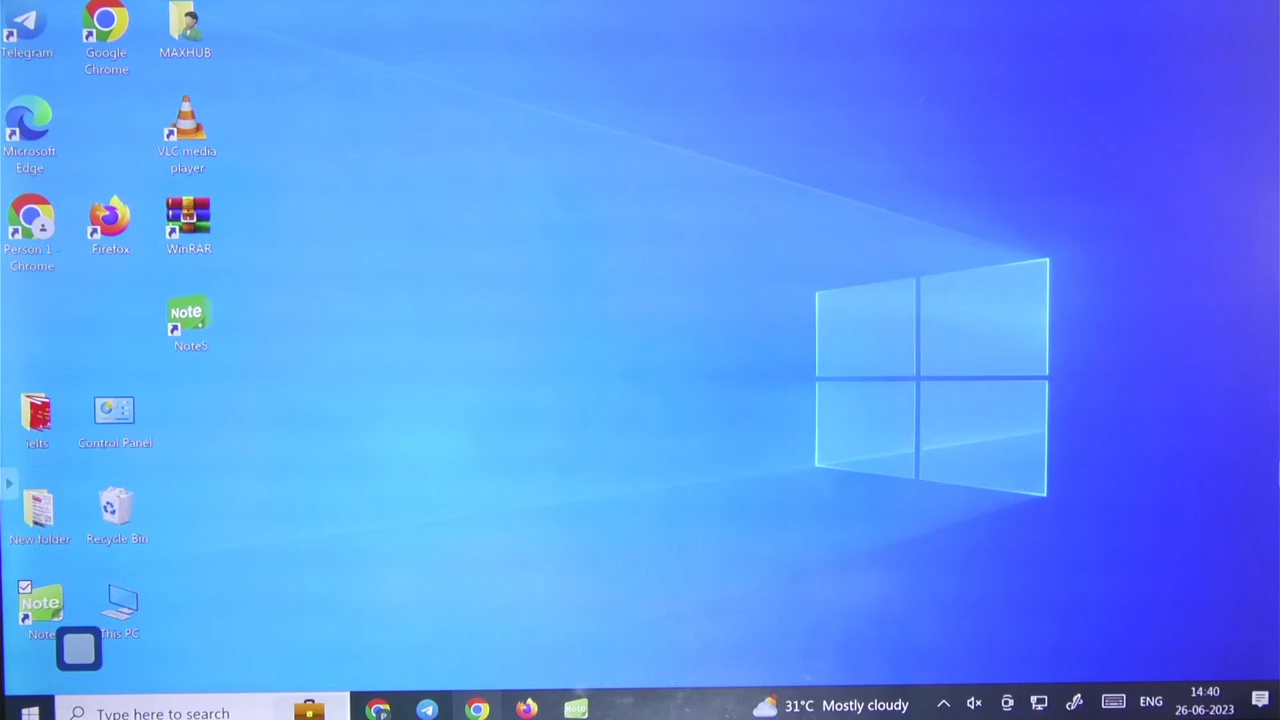 Telegram
Google
Chrome
MAXHUB
Microsoft
Edge
VLC media
player
Person 1 -
Chrome
Firefox
WinRAR
Note
Note5
ielts
Control Panel
New folder
Recycle Bin
Note
Note
This PC
Type here to search
Note
31°C Mostly cloudy
ENG
14:40
26-06-2023